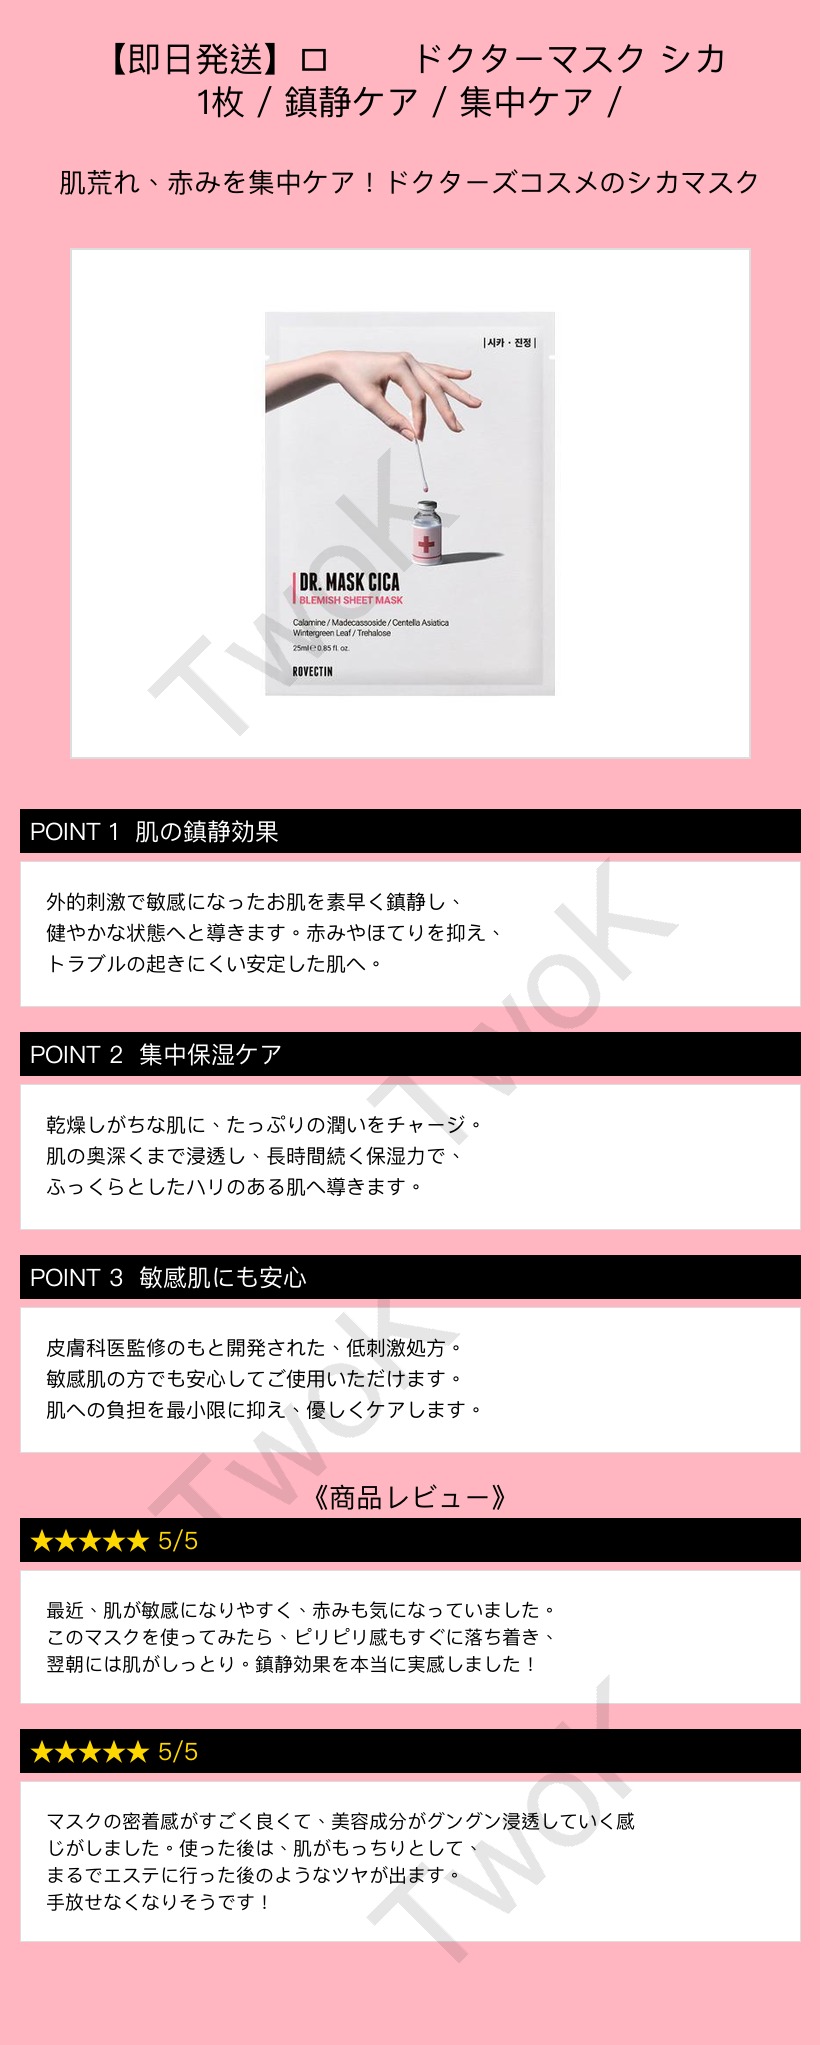 【即日発送】ロ　　ドクターマスク シカ
1枚 / 鎮静ケア / 集中ケア /
肌荒れ、赤みを集中ケア！ドクターズコスメのシカマスク
|시카 · 진정|
DR. MASK CICA
BLEMISH SHEET MASK
Calamine / Madecassoside / Centella Asiatica
Wintergreen Leaf / Trehalose
25ml ℮ 0.85 fl. oz.
ROVECTIN
TwoK
POINT 1 肌の鎮静効果
外的刺激で敏感になったお肌を素早く鎮静し、
健やかな状態へと導きます。赤みやほてりを抑え、
トラブルの起きにくい安定した肌へ。
TwoK
POINT 2 集中保湿ケア
乾燥しがちな肌に、たっぷりの潤いをチャージ。
肌の奥深くまで浸透し、長時間続く保湿力で、
ふっくらとしたハリのある肌へ導きます。
POINT 3 敏感肌にも安心
皮膚科医監修のもと開発された、低刺激処方。
敏感肌の方でも安心してご使用いただけます。
肌への負担を最小限に抑え、優しくケアします。
TwoK
《商品レビュー》
★★★★★ 5/5
最近、肌が敏感になりやすく、赤みも気になっていました。
このマスクを使ってみたら、ピリピリ感もすぐに落ち着き、
翌朝には肌がしっとり。鎮静効果を本当に実感しました！
★★★★★ 5/5
マスクの密着感がすごく良くて、美容成分がグングン浸透していく感
じがしました。使った後は、肌がもっちりとして、
まるでエステに行った後のようなツヤが出ます。
手放せなくなりそうです！
TwoK